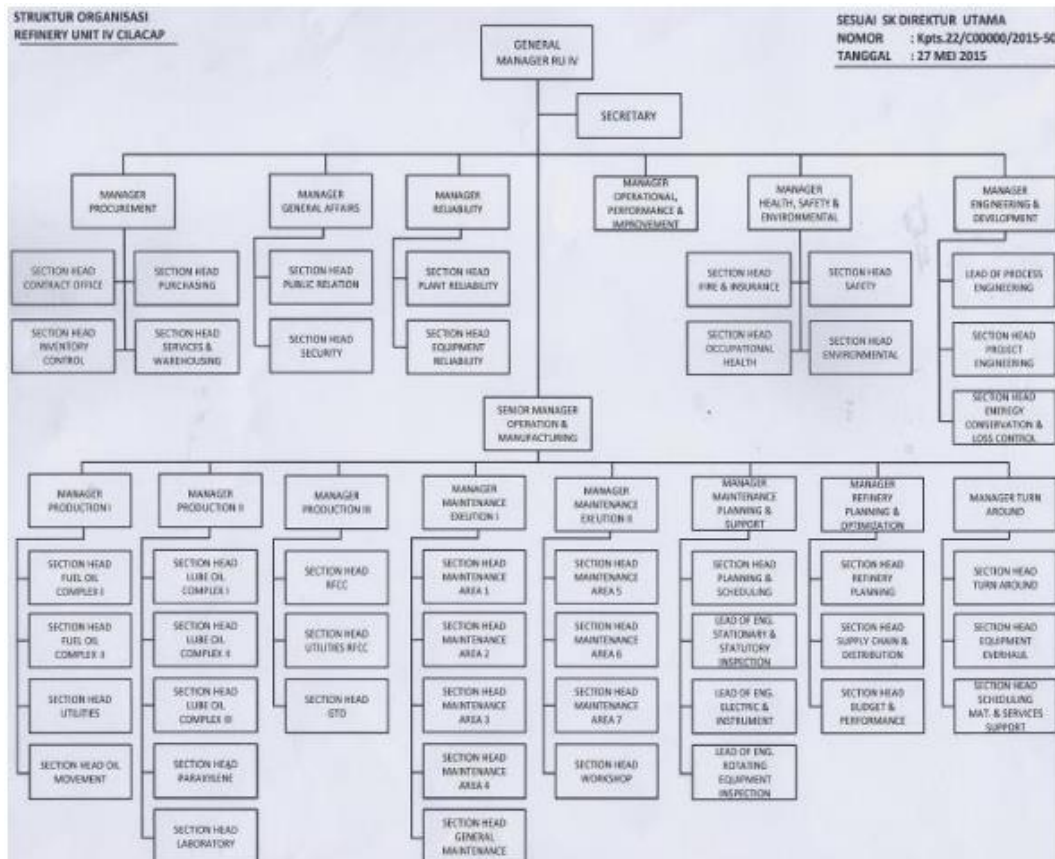 STRUKTUR ORGANISASI
REFINERY UNIT IV CILACAP
SESUAI SK DIREKTUR UTAMA
NOMOR : Kpts.22/C00000/2015-S0
TANGGAL : 27 MEI 2015
GENERAL
MANAGER RU IV
SECRETARY
MANAGER
PROCUREMENT
MANAGER
GENERAL AFFAIRS
MANAGER
RELIABILITY
MANAGER
OPERATIONAL,
PERFORMANCE &
IMPROVEMENT
MANAGER
HEALTH, SAFETY &
ENVIRONMENTAL
MANAGER
ENGINEERING &
DEVELOPMENT
SECTION HEAD
CONTRACT OFFICE
SECTION HEAD
PURCHASING
SECTION HEAD
PUBLIC RELATION
SECTION HEAD
PLANT RELIABILITY
SECTION HEAD
FIRE & INSURANCE
SECTION HEAD
SAFETY
LEAD OF PROCESS
ENGINEERING
SECTION HEAD
INVENTORY
CONTROL
SECTION HEAD
SERVICES &
WAREHOUSING
SECTION HEAD
SECURITY
SECTION HEAD
EQUIPMENT
RELIABILITY
SECTION HEAD
OCCUPATIONAL
HEALTH
SECTION HEAD
ENVIRONMENTAL
SECTION HEAD
PROJECT
ENGINEERING
SECTION HEAD
ENEREGY
CONSERVATION &
LOSS CONTROL
SENIOR MANAGER
OPERATION &
MANUFACTURING
MANAGER
PRODUCTION I
MANAGER
PRODUCTION II
MANAGER
PRODUCTION III
MANAGER
MAINTENANCE
EXEUTION I
MANAGER
MAINTENANCE
EXEUTION II
MANAGER
MAINTENANCE
PLANNING &
SUPPORT
MANAGER
REFINERY
PLANNING &
OPTIMIZATION
MANAGER TURN
AROUND
SECTION HEAD
FUEL OIL
COMPLEX I
SECTION HEAD
LUBE OIL
COMPLEX I
SECTION HEAD
RFCC
SECTION HEAD
MAINTENANCE
AREA 1
SECTION HEAD
MAINTENANCE
AREA 5
SECTION HEAD
PLANNING &
SCHEDULING
SECTION HEAD
REFINERY
PLANNING
SECTION HEAD
TURN AROUND
SECTION HEAD
FUEL OIL
COMPLEX II
SECTION HEAD
LUBE OIL
COMPLEX II
SECTION HEAD
UTILITIES RFCC
SECTION HEAD
MAINTENANCE
AREA 2
SECTION HEAD
MAINTENANCE
AREA 6
LEAD OF ENG.
STATIONARY &
STATUTORY
INSPECTION
SECTION HEAD
SUPPLY CHAIN &
DISTRIBUTION
SECTION HEAD
EQUIPMENT
EVERHAUL
SECTION HEAD
UTILITIES
SECTION HEAD
LUBE OIL
COMPLEX III
SECTION HEAD
GTO
SECTION HEAD
MAINTENANCE
AREA 3
SECTION HEAD
MAINTENANCE
AREA 7
LEAD OF ENG.
ELECTRIC &
INSTRUMENT
SECTION HEAD
BUDGET &
PERFORMANCE
SECTION HEAD
SCHEDULING
MAT. & SERVICES
SUPPORT
SECTION HEAD OIL
MOVEMENT
SECTION HEAD
PARAXYLENE
SECTION HEAD
MAINTENANCE
AREA 4
SECTION HEAD
WORKSHOP
LEAD OF ENG.
ROTATING
EQUIPMENT
INSPECTION
SECTION HEAD
LABORATORY
SECTION HEAD
GENERAL
MAINTENANCE